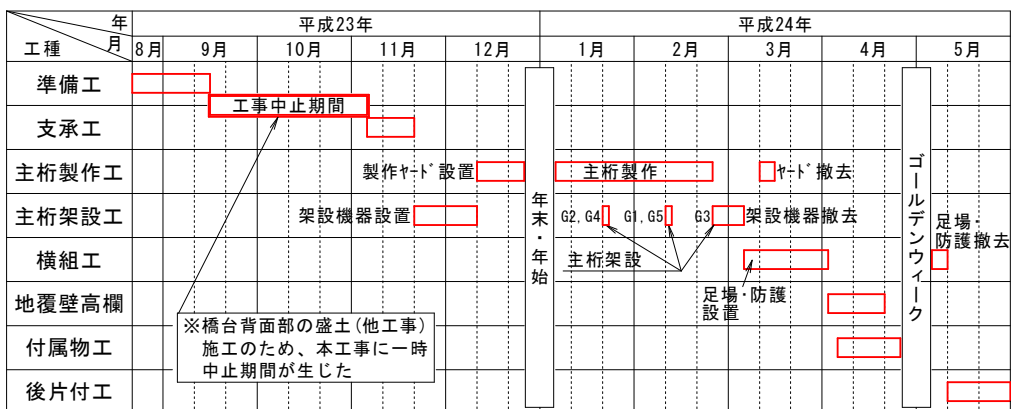 年
月
工種
平成23年
平成24年
8月
9月
10月
11月
12月
1月
2月
3月
4月
5月
準備工
工事中止期間
支承工
主桁製作工
製作ヤード設置
主桁製作
ヤード撤去
主桁架設工
架設機器設置
G2,G4
G1,G5
G3
架設機器撤去
横組工
主桁架設
足場・防護
設置
足場・
防護撤去
地覆壁高欄
付属物工
後片付工
年末・年始
ゴールデンウィーク
※橋台背面部の盛土(他工事)
施工のため、本工事に一時
中止期間が生じた